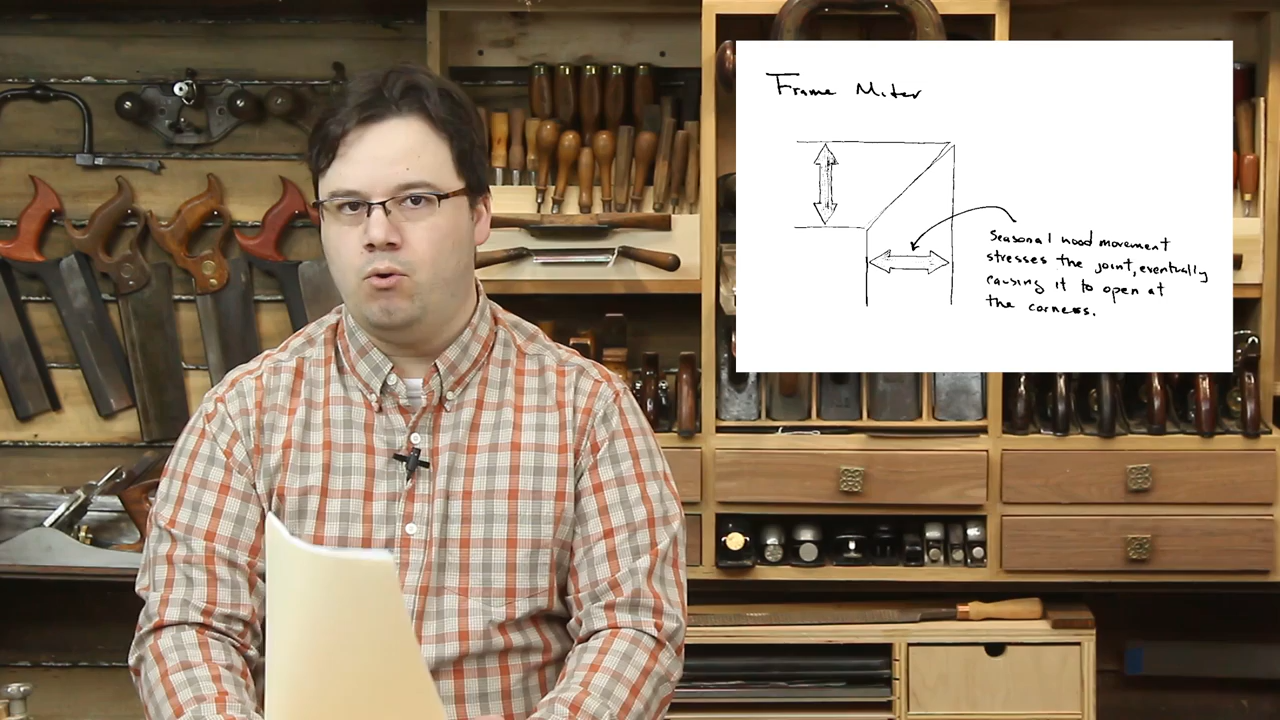 Frame Miter
Seasonal wood movement
stresses the joint, eventually
causing it to open at
the corners.